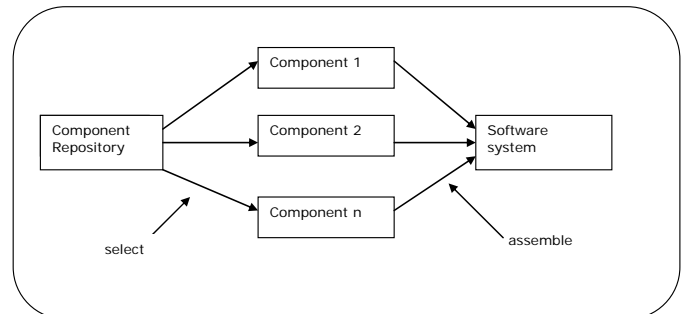 Component 1
Component
Repository
Component 2
Software
system
Component n
select
assemble